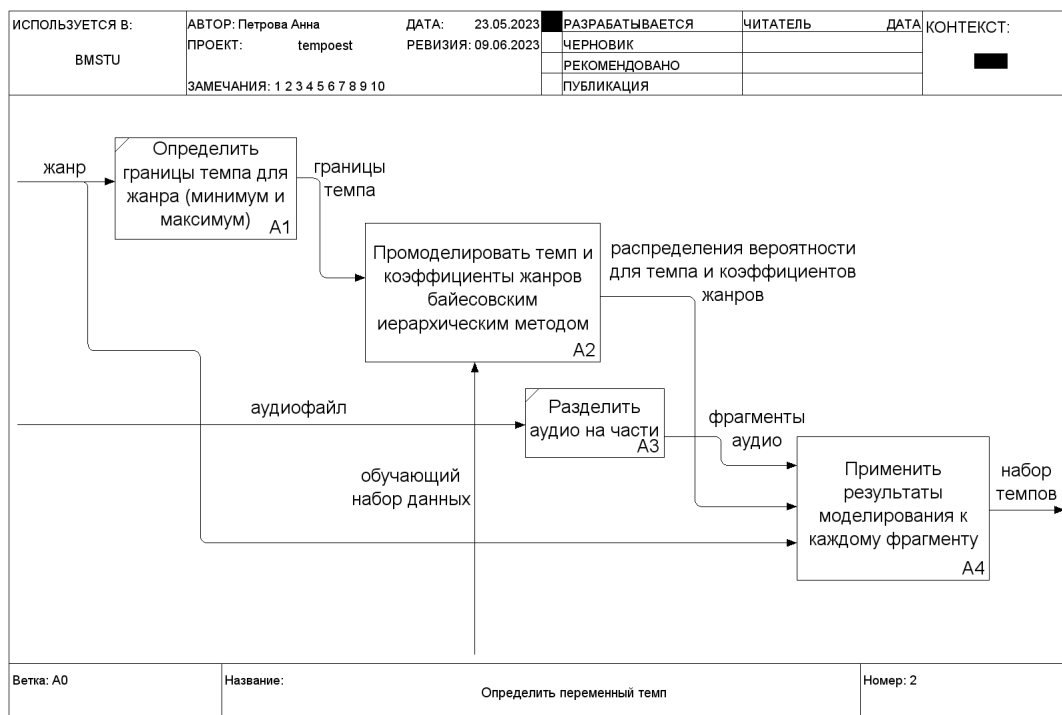 ИСПОЛЬЗУЕТСЯ В:
BMSTU
АВТОР: Петрова Анна
ДАТА: 23.05.2023
ПРОЕКТ: tempoest
РЕВИЗИЯ: 09.06.2023
ЗАМЕЧАНИЯ: 1 2 3 4 5 6 7 8 9 10
РАЗРАБАТЫВАЕТСЯ
ЧЕРНОВИК
РЕКОМЕНДОВАНО
ПУБЛИКАЦИЯ
ЧИТАТЕЛЬ
ДАТА
КОНТЕКСТ:
жанр
Определить
границы темпа для
жанра (минимум и
максимум)
A1
границы
темпа
Промоделировать темп и
коэффициенты жанров
байесовским
иерархическим методом
A2
распределения вероятности
для темпа и коэффициентов
жанров
аудиофайл
Разделить
аудио на части
A3
фрагменты
аудио
обучающий
набор данных
Применить
результаты
моделирования к
каждому фрагменту
A4
набор
темпов
Ветка: A0
Название:
Определить переменный темп
Номер: 2